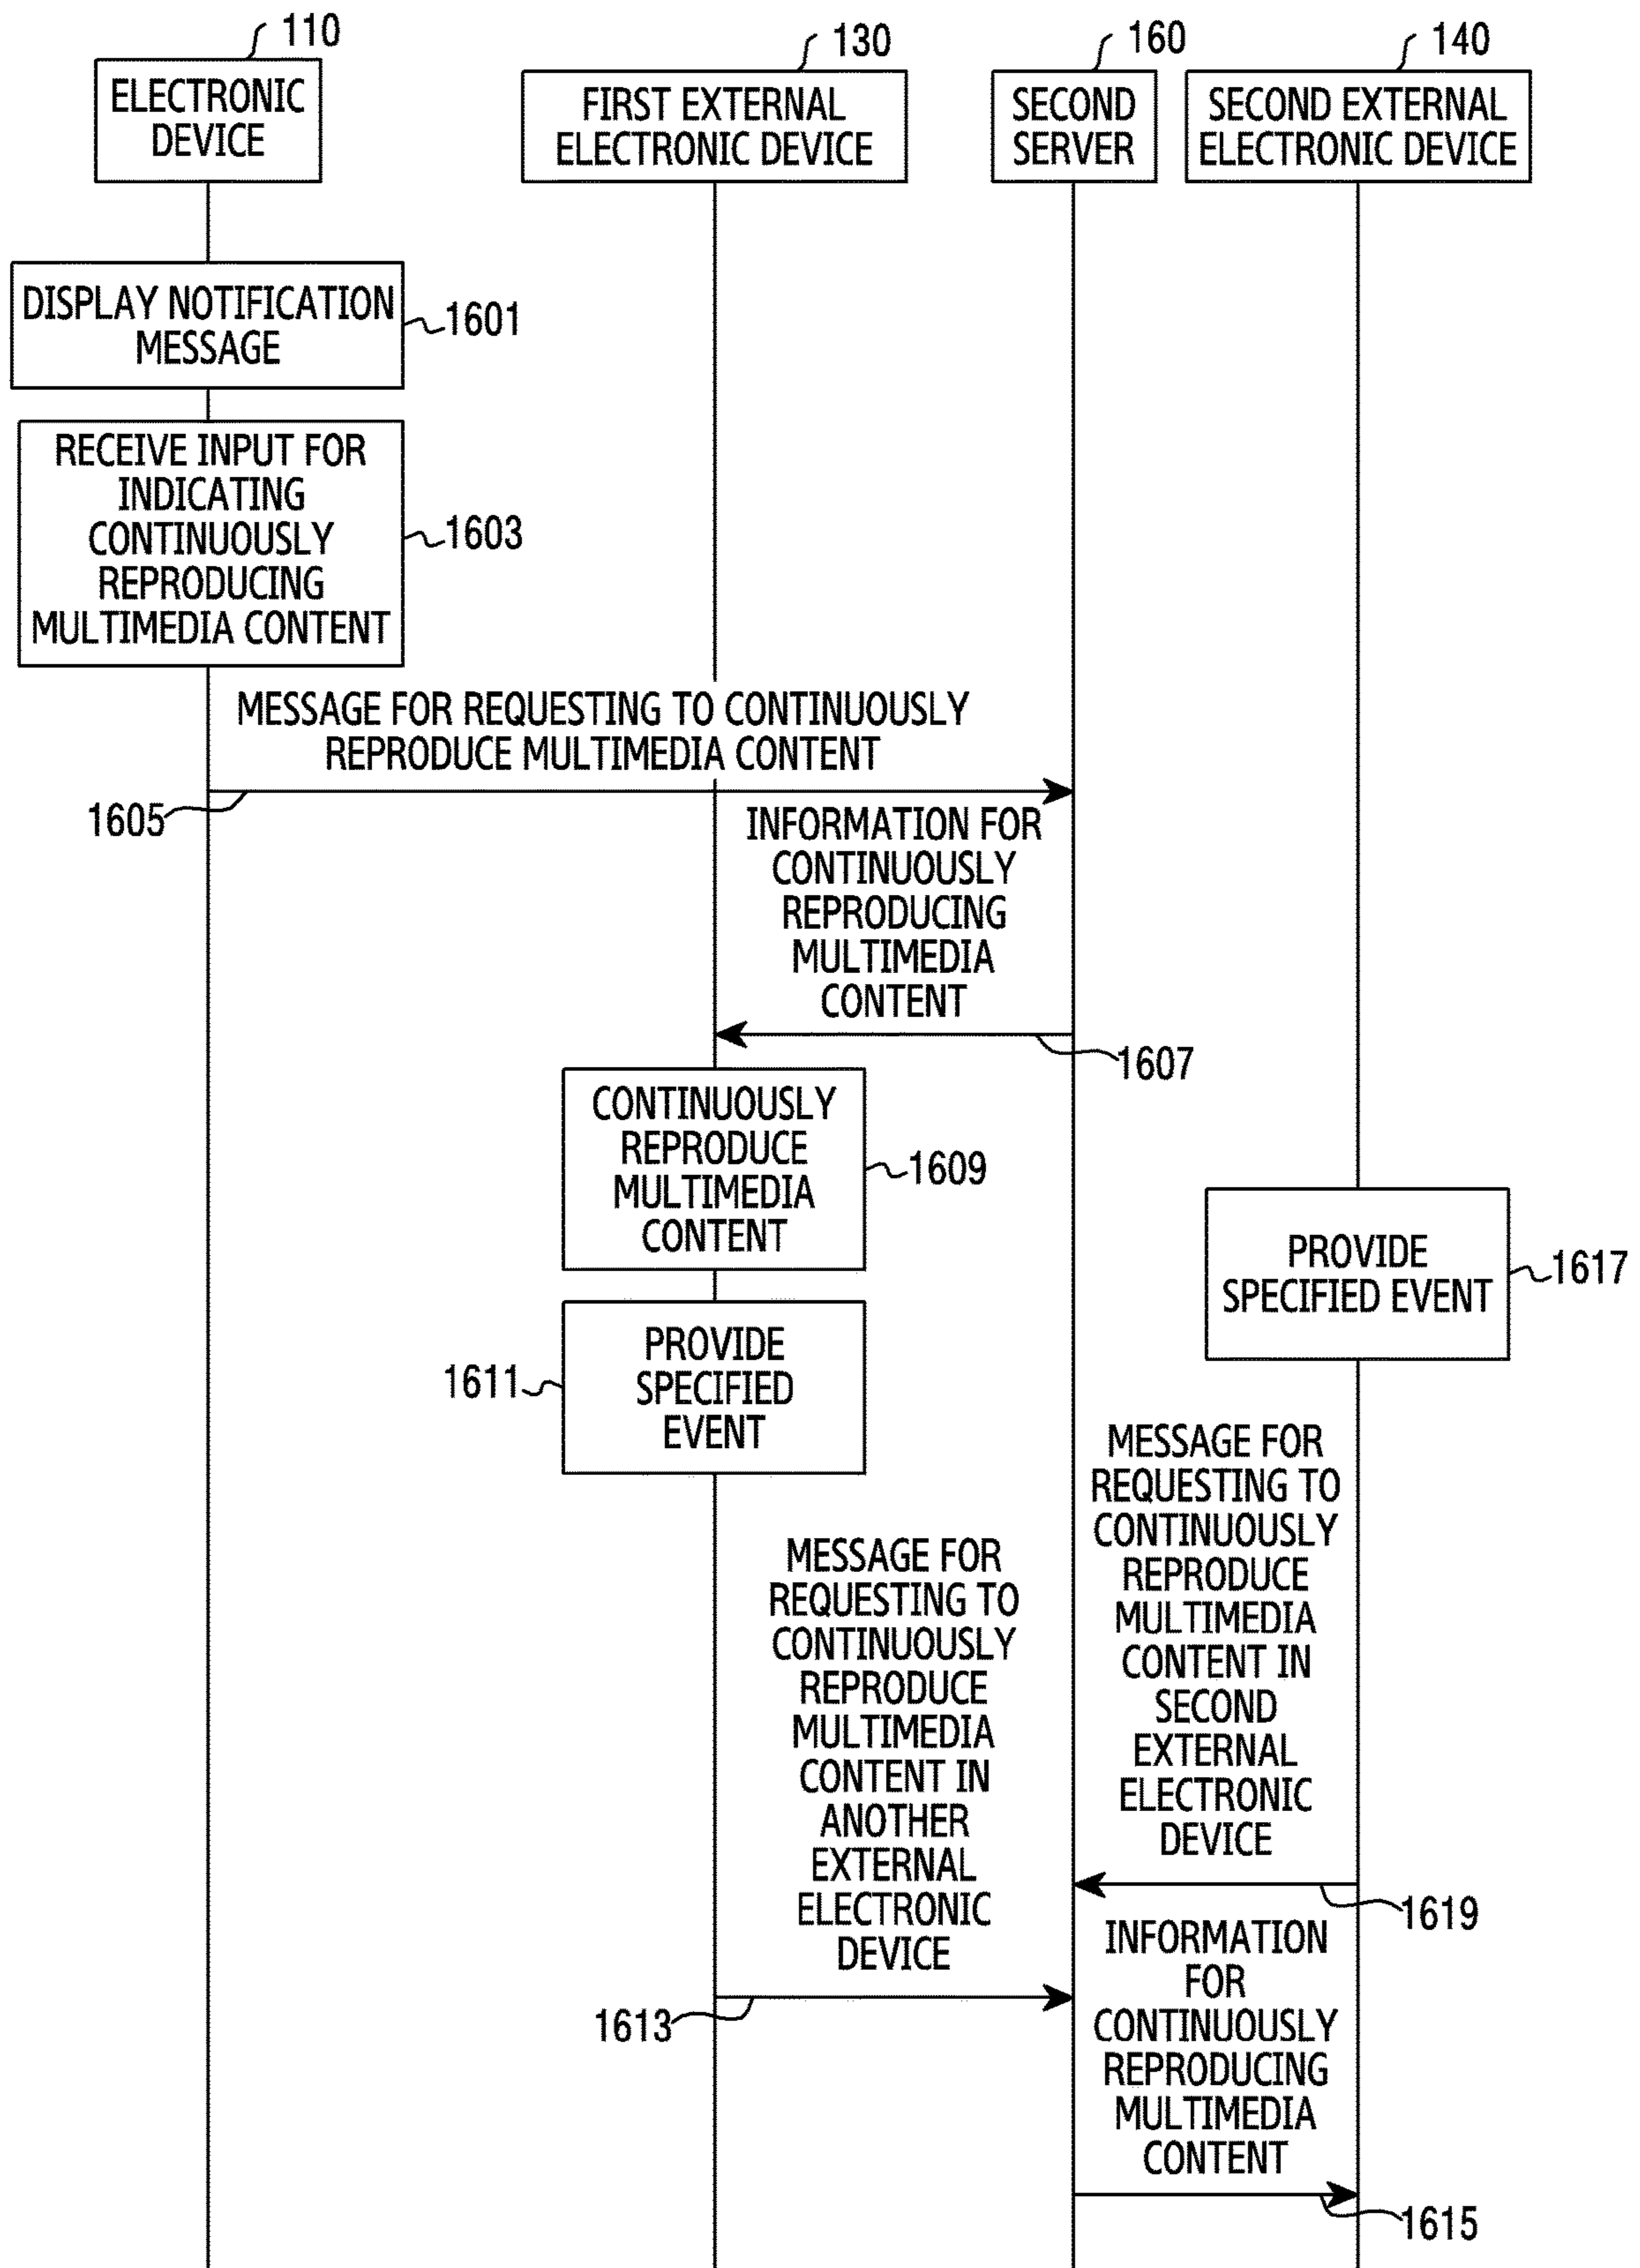 110
ELECTRONIC
DEVICE
130
FIRST EXTERNAL
ELECTRONIC DEVICE
160
SECOND
SERVER
140
SECOND EXTERNAL
ELECTRONIC DEVICE
DISPLAY NOTIFICATION
MESSAGE
1601
RECEIVE INPUT FOR
INDICATING
CONTINUOUSLY
REPRODUCING
MULTIMEDIA CONTENT
1603
MESSAGE FOR REQUESTING TO CONTINUOUSLY
REPRODUCE MULTIMEDIA CONTENT
1605
INFORMATION FOR
CONTINUOUSLY
REPRODUCING
MULTIMEDIA
CONTENT
1607
CONTINUOUSLY
REPRODUCE
MULTIMEDIA
CONTENT
1609
PROVIDE
SPECIFIED EVENT
1617
PROVIDE
SPECIFIED
EVENT
1611
MESSAGE FOR
REQUESTING TO
CONTINUOUSLY
REPRODUCE
MULTIMEDIA
CONTENT IN
SECOND
EXTERNAL
ELECTRONIC
DEVICE
1619
MESSAGE FOR
REQUESTING TO
CONTINUOUSLY
REPRODUCE
MULTIMEDIA
CONTENT IN
ANOTHER
EXTERNAL
ELECTRONIC
DEVICE
1613
INFORMATION
FOR
CONTINUOUSLY
REPRODUCING
MULTIMEDIA
CONTENT
1615